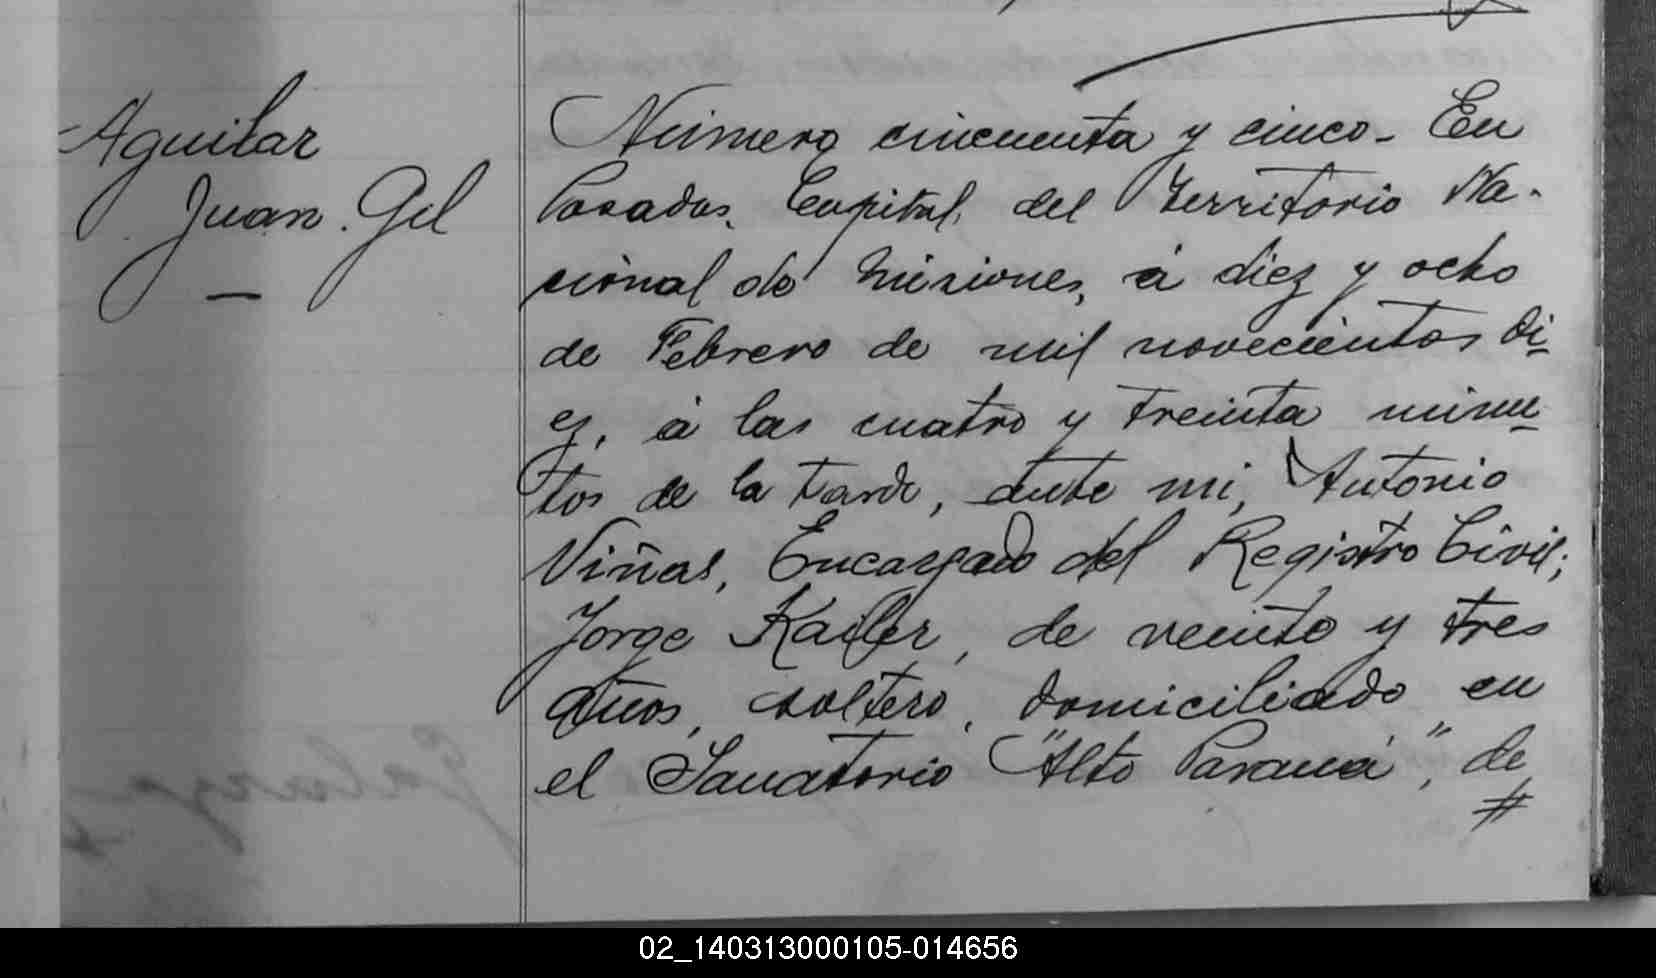 Aguilar
Juan Gil
Número cincuenta y cinco - En
Posadas, Capital del Territorio Na-
cional de Misiones, á diez y ocho
de Febrero de mil novecientos di-
ez, á las cuatro y treinta minu-
tos de la tarde, ante mi, Antonio
Viñas, Encargado del Registro Civil;
Jorge, de veinte y tres
años, soltero, domiciliado en
el Sanatorio "Alto Paraná", de
#
02_140313000105-014656